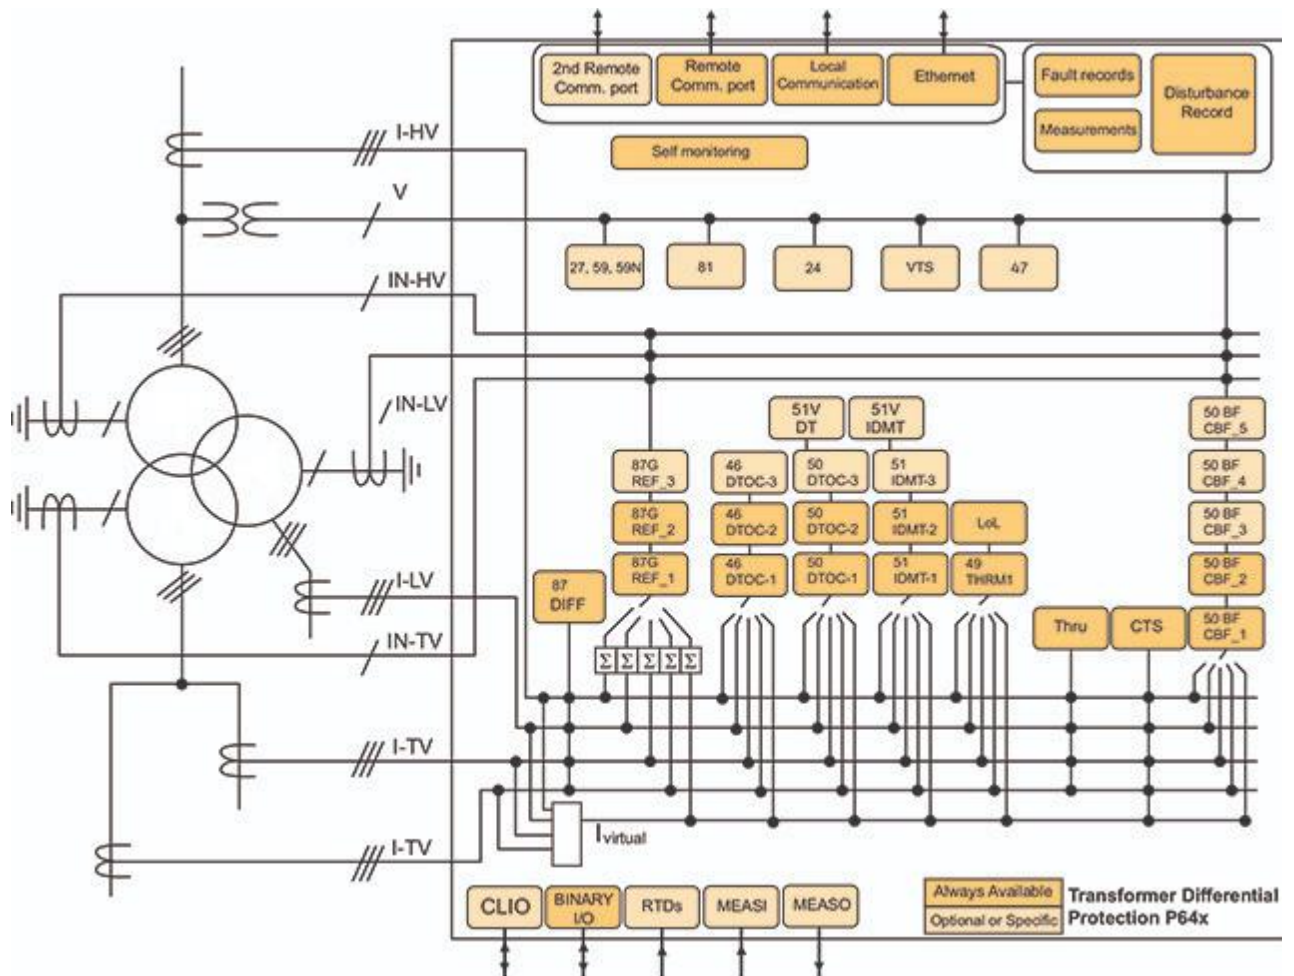 2nd Remote
Comm. port
Remote
Comm. port
Local
Communication
Ethernet
Fault records
Measurements
Disturbance
Record
Self monitoring
I-HV
V
27, 59, 59N
81
24
VTS
47
IN-HV
IN-LV
51V
DT
51V
IDMT
50 BF
CBF_5
87G
REF_3
46
DTOC-3
50
DTOC-3
51
IDMT-3
50 BF
CBF_4
87G
REF_2
46
DTOC-2
50
DTOC-2
51
IDMT-2
LoL
50 BF
CBF_3
87
DIFF
87G
REF_1
46
DTOC-1
50
DTOC-1
51
IDMT-1
49
THRM1
50 BF
CBF_2
I-LV
Thru
CTS
50 BF
CBF_1
IN-TV
Σ Σ Σ Σ Σ
I-TV
Ivirtual
I-TV
CLIO
BINARY
I/O
RTDs
MEASI
MEASO
Always Available
Optional or Specific
Transformer Differential
Protection P64x